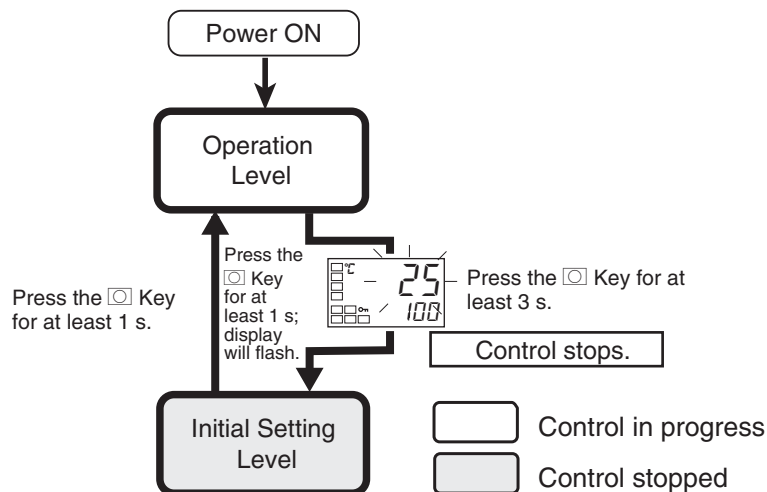 Power ON
Operation
Level
Press the
Key
for at
least 1 s;
display
will flash.
°C
25
100
Press the Key for at
least 3 s.
Press the Key
for at least 1 s.
Control stops.
Initial Setting
Level
Control in progress
Control stopped